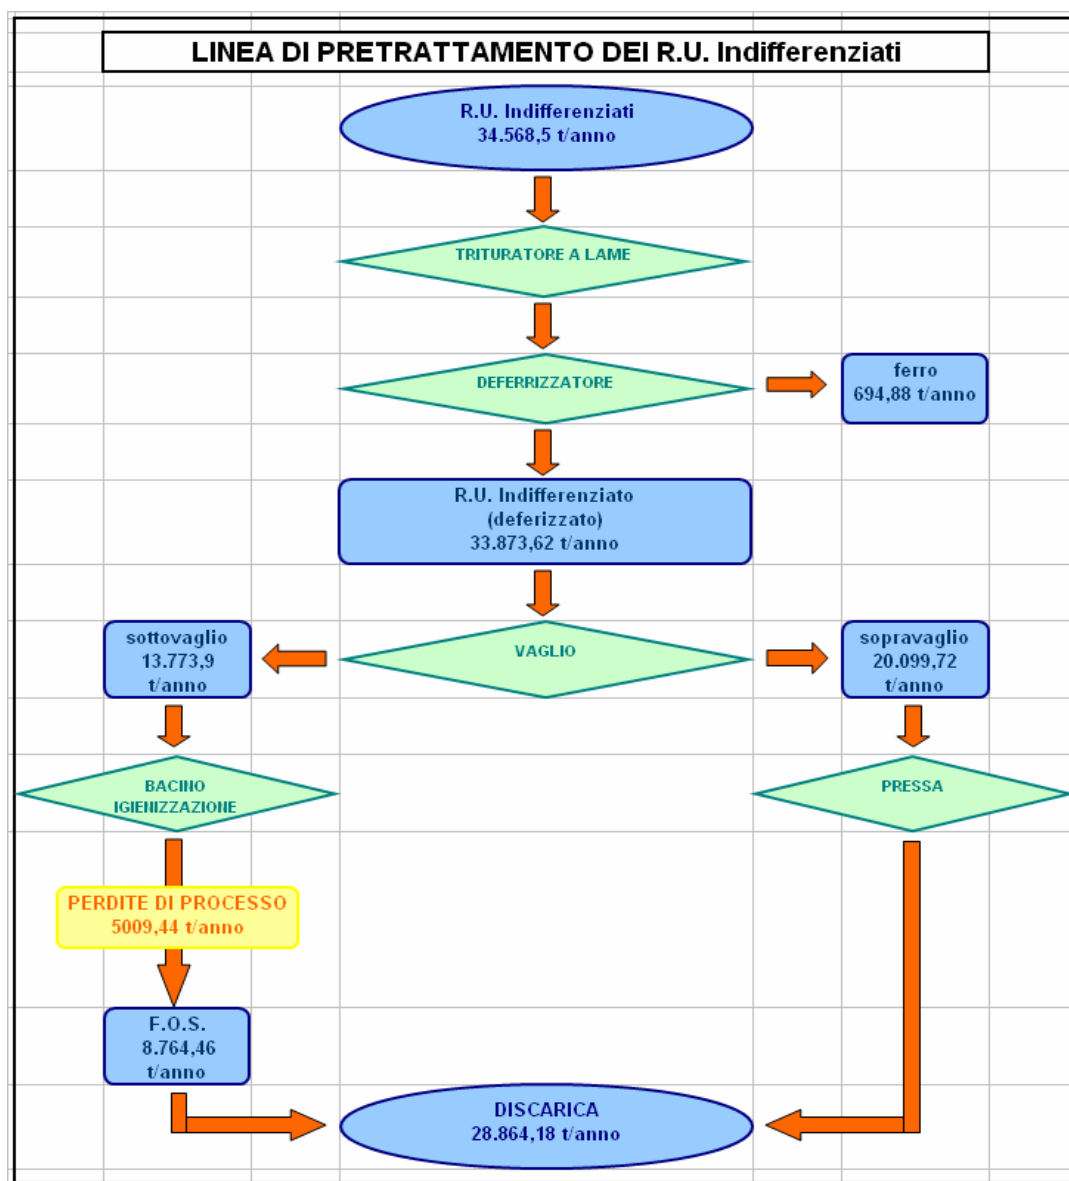 LINEA DI PRETRATTAMENTO DEI R.U. Indifferenziati
R.U. Indifferenziati
34.568,5 t/anno
TRITURATORE A LAME
DEFERRIZZATORE
ferro
694,88 t/anno
R.U. Indifferenziato
(deferizzato)
33.873,62 t/anno
sottovaglio
13.773,9
t/anno
VAGLIO
sopravaglio
20.099,72
t/anno
BACINO
IGIENIZZAZIONE
PRESSA
PERDITE DI PROCESSO
5009,44 t/anno
F.O.S.
8.764,46
t/anno
DISCARICA
28.864,18 t/anno